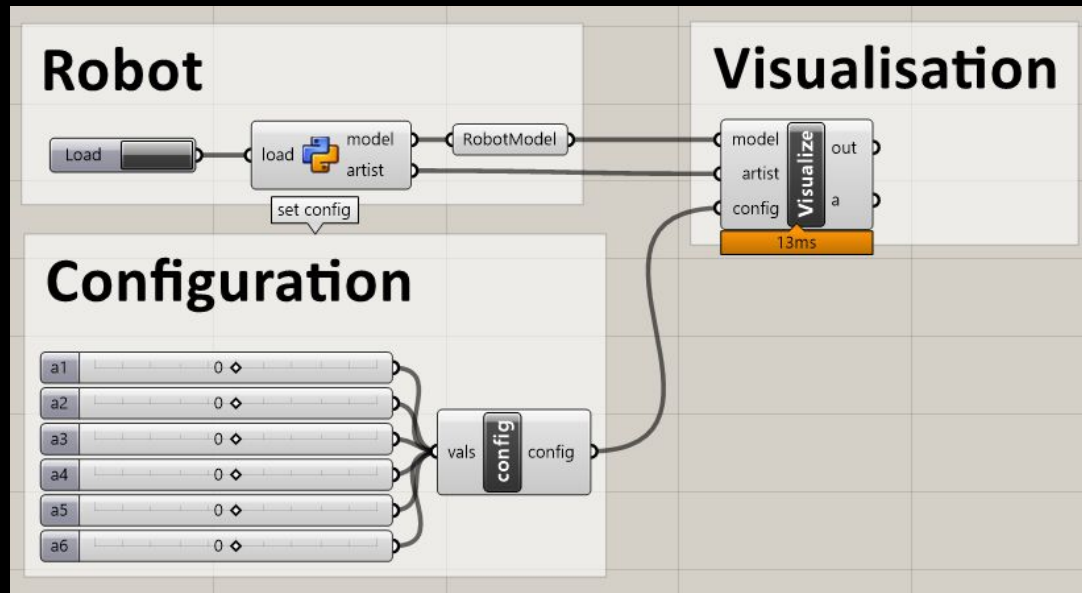 Robot
Load
load
model
artist
RobotModel
set config
Visualisation
model
artist
config
Visualize
out
a
13ms
Configuration
a1 0
a2 0
a3 0
a4 0
a5 0
a6 0
vals
config
config